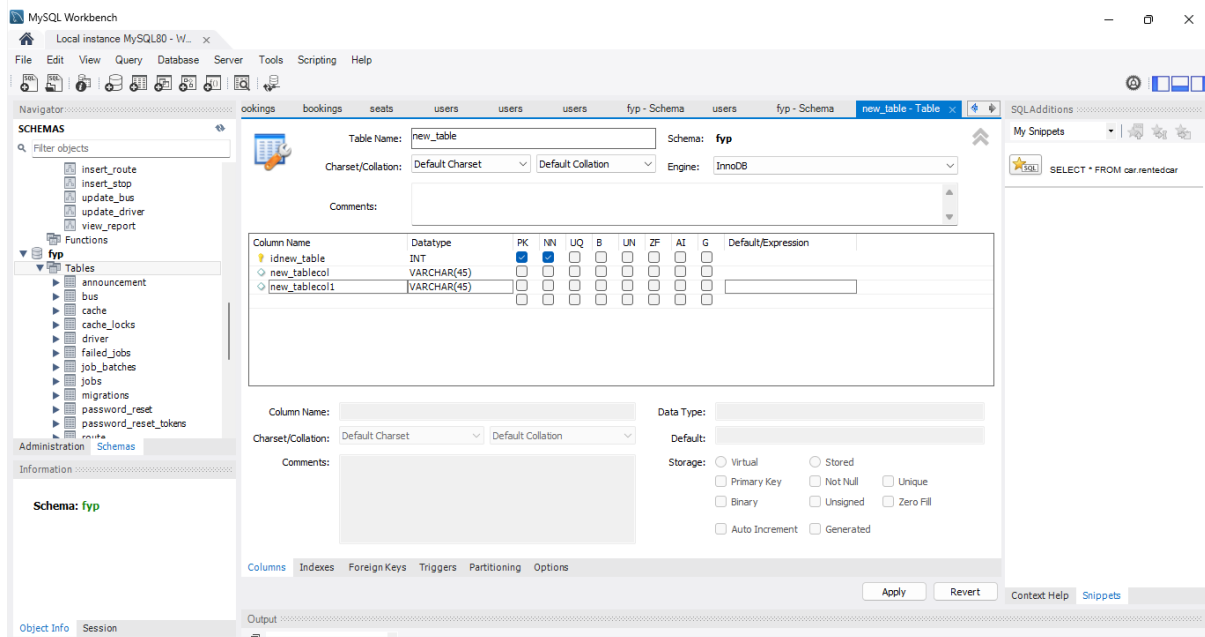 MySQL Workbench
Local instance MySQL80 - W...
File Edit View Query Database Server Tools Scripting Help
Navigator
SCHEMAS
Filter objects
insert_route
insert_stop
update_bus
update_driver
view_report
Functions
fyp
Tables
announcement
bus
cache
cache_locks
driver
failed_jobs
job_batches
jobs
migrations
password_reset
password_reset_tokens
route
Administration Schemas
Information
Schema: fyp
Object Info Session
ookings bookings seats users users users fyp - Schema users fyp - Schema new_table - Table
Table Name: new_table Schema: fyp
Charset/Collation: Default Charset Default Collation Engine: InnoDB
Comments:
Column Name Datatype PK NN UQ B UN ZF AI G Default/Expression
idnew_table INT
new_tablecol VARCHAR(45)
new_tablecol1 VARCHAR(45)
Column Name: Data Type:
Charset/Collation: Default Charset Default Collation Default:
Comments: Storage: Virtual Stored
Primary Key Not Null Unique
Binary Unsigned Zero Fill
Auto Increment Generated
Columns Indexes Foreign Keys Triggers Partitioning Options
Apply Revert
Output
SQLAdditions
My Snippets
SQL SELECT * FROM car.rentedcar
Context Help Snippets